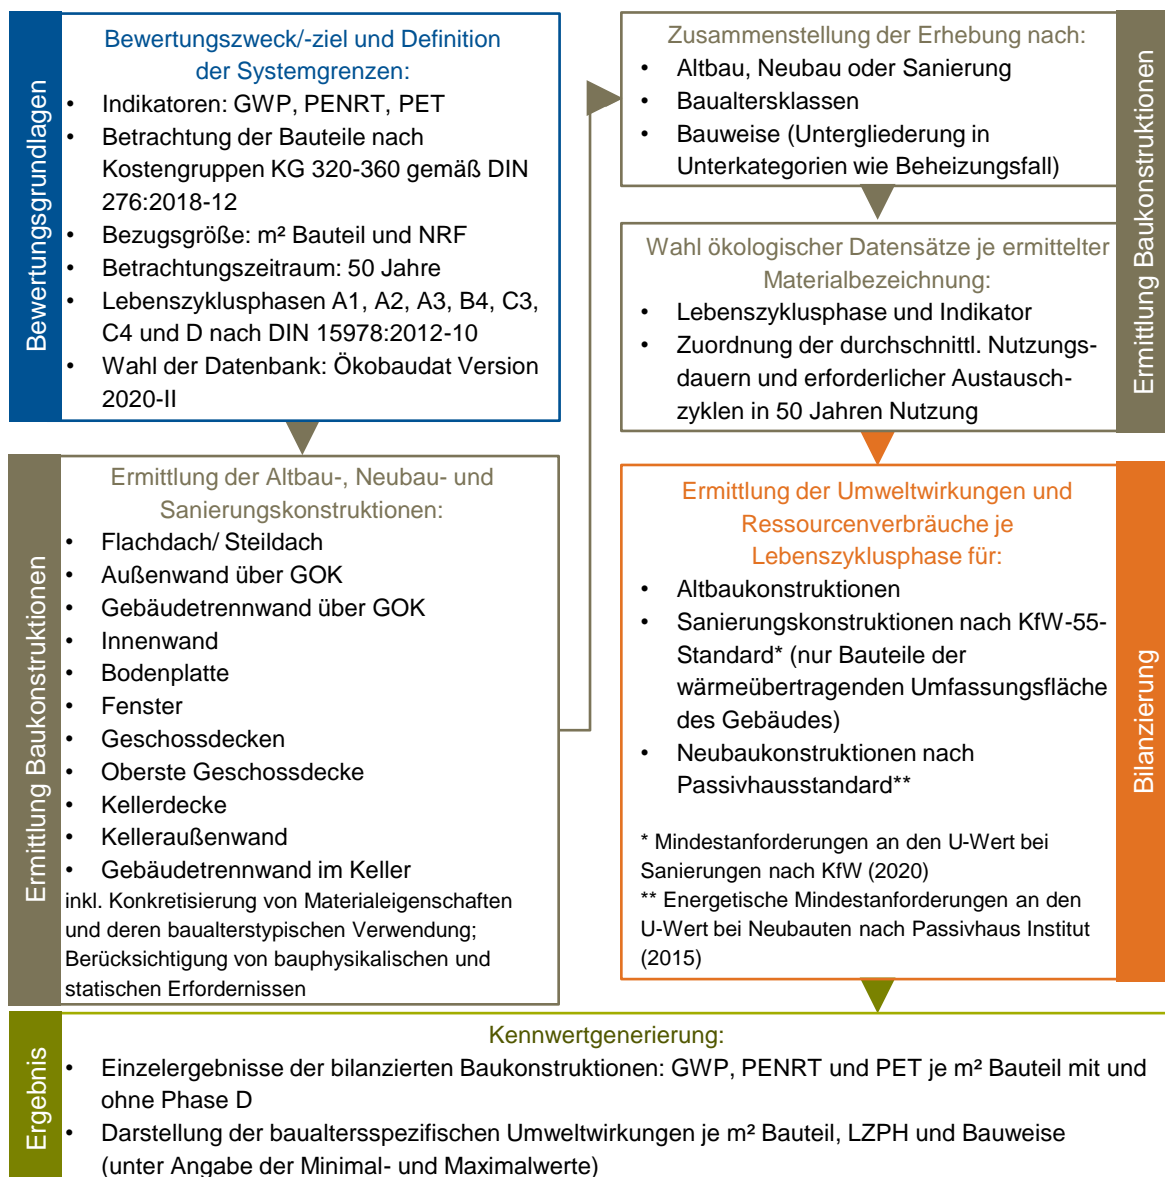 Bewertungsgrundlagen
Bewertungszweck/-ziel und Definition
der Systemgrenzen:
• Indikatoren: GWP, PENRT, PET
• Betrachtung der Bauteile nach
Kostengruppen KG 320-360 gemäß DIN
276:2018-12
• Bezugsgröße: m² Bauteil und NRF
• Betrachtungszeitraum: 50 Jahre
• Lebenszyklusphasen A1, A2, A3, B4, C3,
C4 und D nach DIN 15978:2012-10
• Wahl der Datenbank: Ökobaudat Version
2020-II
Ermittlung Baukonstruktionen
Ermittlung der Altbau-, Neubau- und
Sanierungskonstruktionen:
• Flachdach/ Steildach
• Außenwand über GOK
• Gebäudetrennwand über GOK
• Innenwand
• Bodenplatte
• Fenster
• Geschossdecken
• Oberste Geschossdecke
• Kellerdecke
• Kelleraußenwand
• Gebäudetrennwand im Keller
inkl. Konkretisierung von Materialeigenschaften
und deren baualterstypischen Verwendung;
Berücksichtigung von bauphysikalischen und
statischen Erfordernissen
Ermittlung Baukonstruktionen
Zusammenstellung der Erhebung nach:
• Altbau, Neubau oder Sanierung
• Baualtersklassen
• Bauweise (Untergliederung in
Unterkategorien wie Beheizungsfall)
Wahl ökologischer Datensätze je ermittelter
Materialbezeichnung:
• Lebenszyklusphase und Indikator
• Zuordnung der durchschnittl. Nutzungs-
dauern und erforderlicher Austausch-
zyklen in 50 Jahren Nutzung
Bilanzierung
Ermittlung der Umweltwirkungen und
Ressourcenverbräuche je
Lebenszyklusphase für:
• Altbaukonstruktionen
• Sanierungskonstruktionen nach KfW-55-
Standard* (nur Bauteile der
wärmeübertragenden Umfassungsfläche
des Gebäudes)
• Neubaukonstruktionen nach
Passivhausstandard**
* Mindestanforderungen an den U-Wert bei
Sanierungen nach KfW (2020)
** Energetische Mindestanforderungen an den
U-Wert bei Neubauten nach Passivhaus Institut
(2015)
Ergebnis
Kennwertgenerierung:
• Einzelergebnisse der bilanzierten Baukonstruktionen: GWP, PENRT und PET je m² Bauteil mit und
ohne Phase D
• Darstellung der baualtersspezifischen Umweltwirkungen je m² Bauteil, LZPH und Bauweise
(unter Angabe der Minimal- und Maximalwerte)